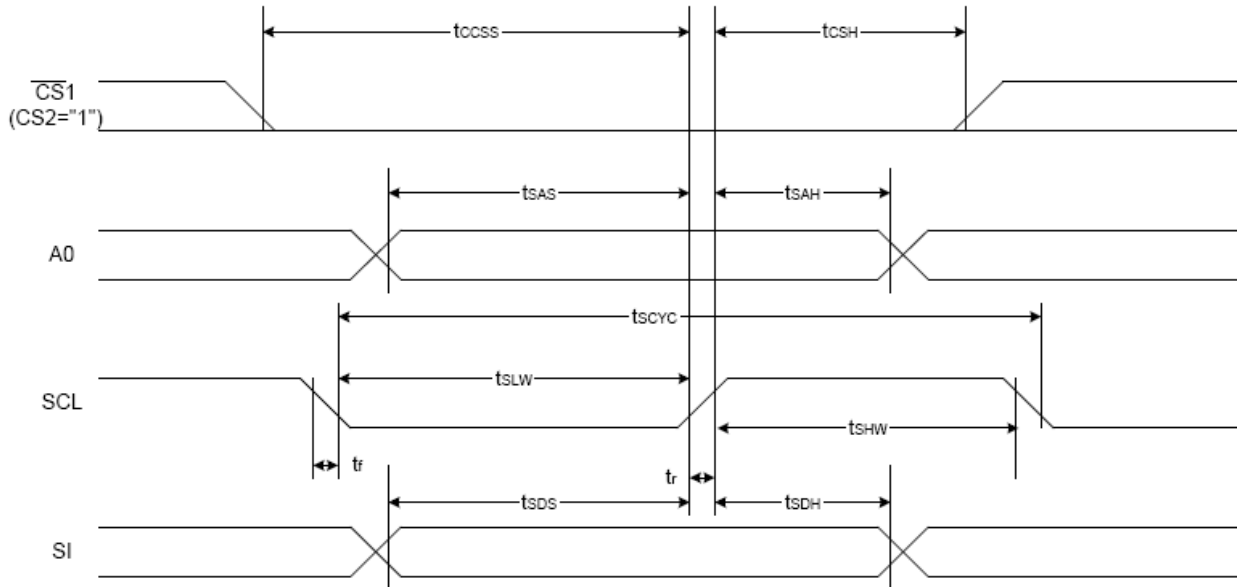 tCCSS
tCSH
CS1
(CS2="1")
tSAS
tSAH
A0
tSCYC
tSLW
SCL
tSHW
tf
tr
tSDS
tSDH
SI